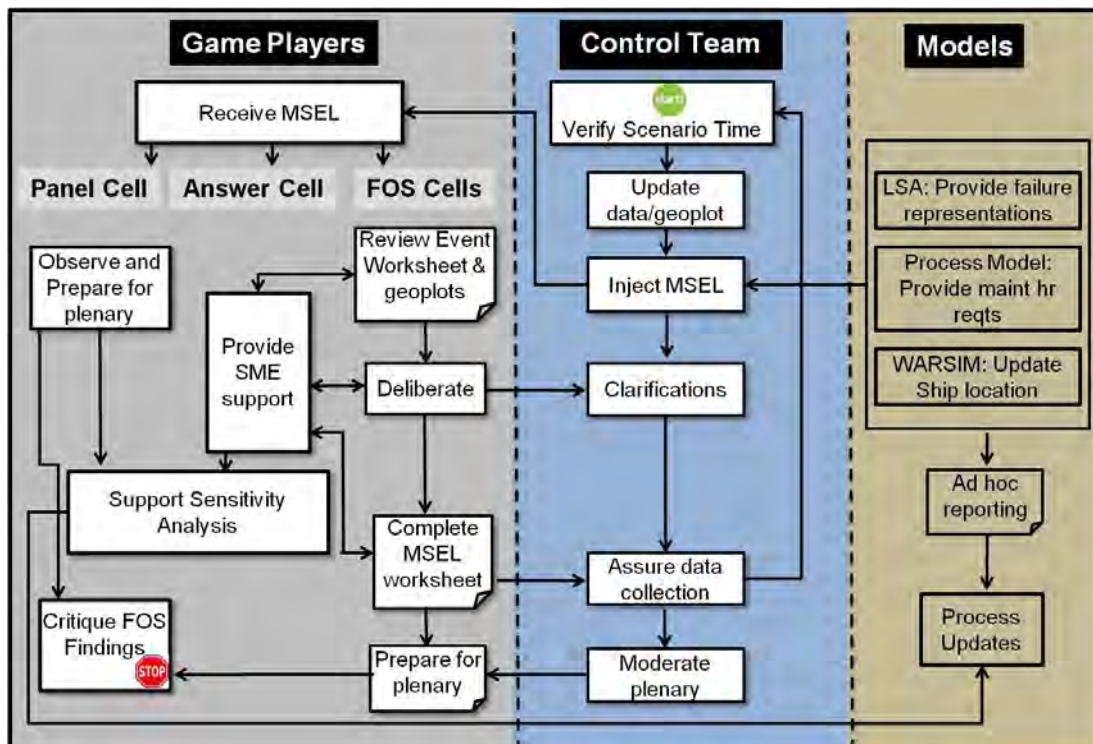 Game Players
Control Team
Models
Receive MSEL
start!
Verify Scenario Time
Panel Cell
Answer Cell
FOS Cells
Update
data/geoplot
LSA: Provide failure
representations
Observe and
Prepare for
plenary
Review Event
Worksheet &
geoplots
Inject MSEL
Process Model:
Provide maint hr
reqts
Provide
SME
support
Deliberate
Clarifications
WARSIM: Update
Ship location
Support Sensitivity
Analysis
Ad hoc
reporting
Complete
MSEL
worksheet
Assure data
collection
Critique FOS
Findings
STOP
Prepare for
plenary
Moderate
plenary
Process
Updates